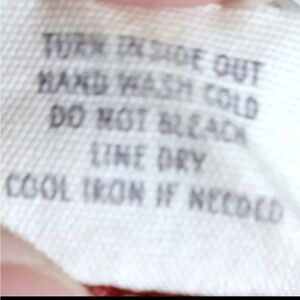 TURN INSIDE OUT
HAND WASH COLD
DO NOT BLEACH
LINE DRY
COOL IRON IF NEEDED